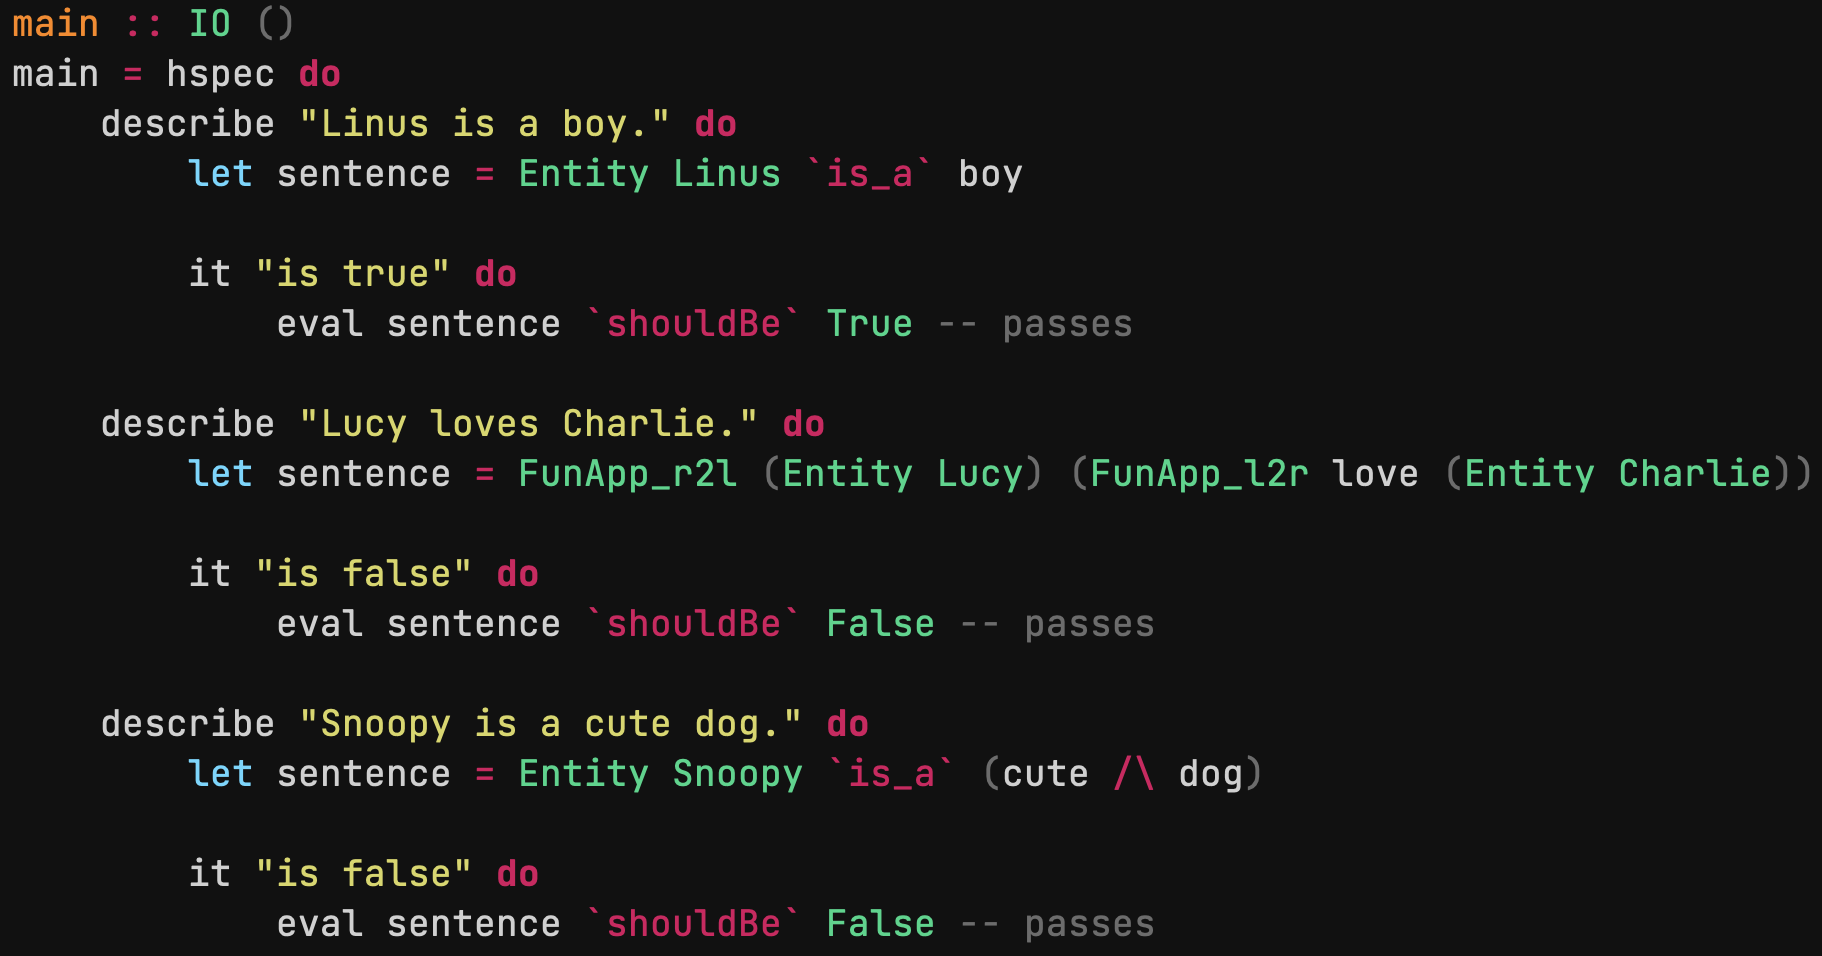 main :: IO ()
main = hspec do
    describe "Linus is a boy." do
        let sentence = Entity Linus `is_a` boy

        it "is true" do
            eval sentence `shouldBe` True -- passes

    describe "Lucy loves Charlie." do
        let sentence = FunApp_r2l (Entity Lucy) (FunApp_l2r love (Entity Charlie))

        it "is false" do
            eval sentence `shouldBe` False -- passes

    describe "Snoopy is a cute dog." do
        let sentence = Entity Snoopy `is_a` (cute /\ dog)

        it "is false" do
            eval sentence `shouldBe` False -- passes